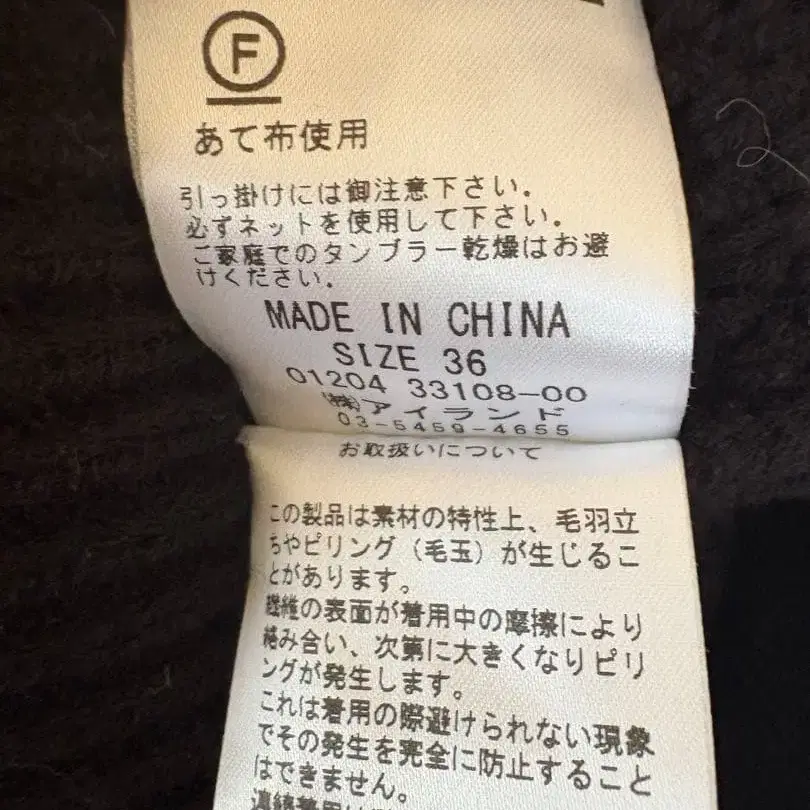 F
あて布使用
引っ掛けには御注意下さい.
必ずネットを使用して下さい.
ご家庭でのタンブラー乾燥はお避
けください.
MADE IN CHINA
SIZE 36
01204 33108-00
㈱アイランド
03-5459-4655
お取扱いについて
この製品は素材の特性上、毛羽立
ちやピリング（毛玉）が生じるこ
とがあります。
繊維の表面が着用中の摩擦により
絡み合い、次第に大きくなりピリ
ングが発生します。
これは着用の際避けられない現象
でその発生を完全に防止すること
はできません。
連続着用は